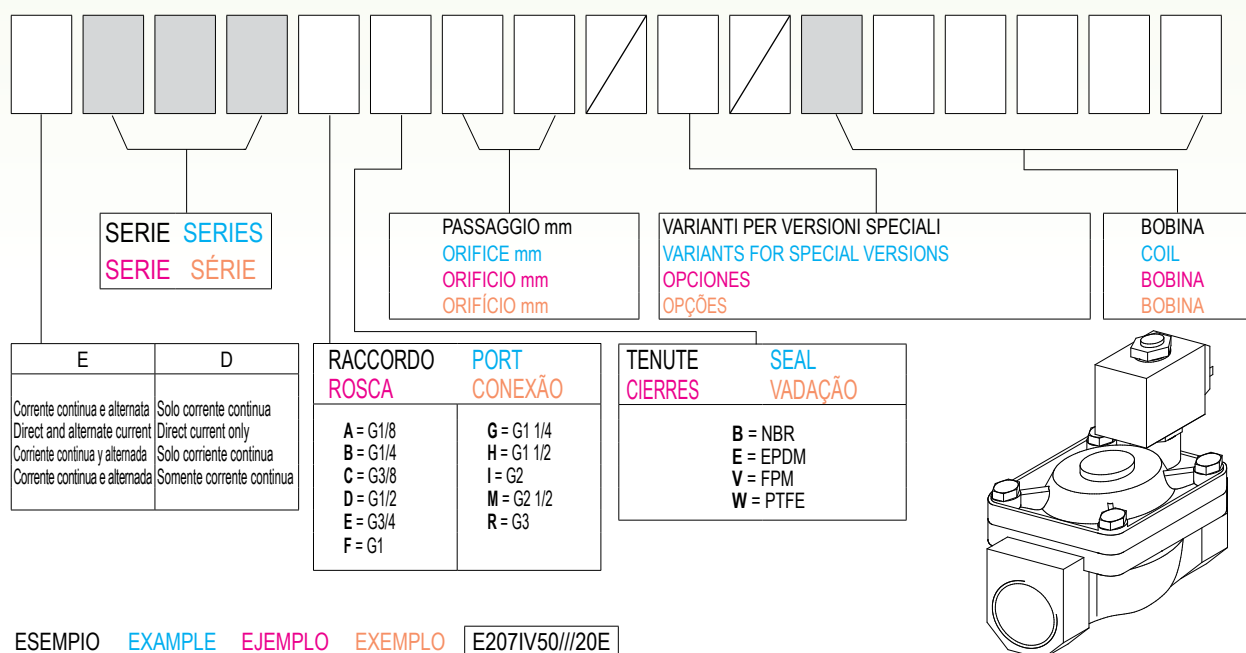 SERIE SERIES
SERIE SÉRIE
PASSAGGIO mm
ORIFICE mm
ORIFICIO mm
ORIFÍCIO mm
VARIANTI PER VERSIONI SPECIALI
VARIANTS FOR SPECIAL VERSIONS
OPCIONES
OPÇÕES
BOBINA
COIL
BOBINA
BOBINA
E D
Corrente continua e alternata Solo corrente continua
Direct and alternate current Direct current only
Corriente continua y alternada Solo corriente continua
Corrente continua e alternada Somente corrente continua
RACCORDO PORT
ROSCA CONEXÃO
A = G1/8 G = G1 1/4
B = G1/4 H = G1 1/2
C = G3/8 I = G2
D = G1/2 M = G2 1/2
E = G3/4 R = G3
F = G1
TENUTE SEAL
CIERRES VADAÇÃO
B = NBR
E = EPDM
V = FPM
W = PTFE
ESEMPIO EXAMPLE EJEMPLO EXEMPLO E207IV50///20E